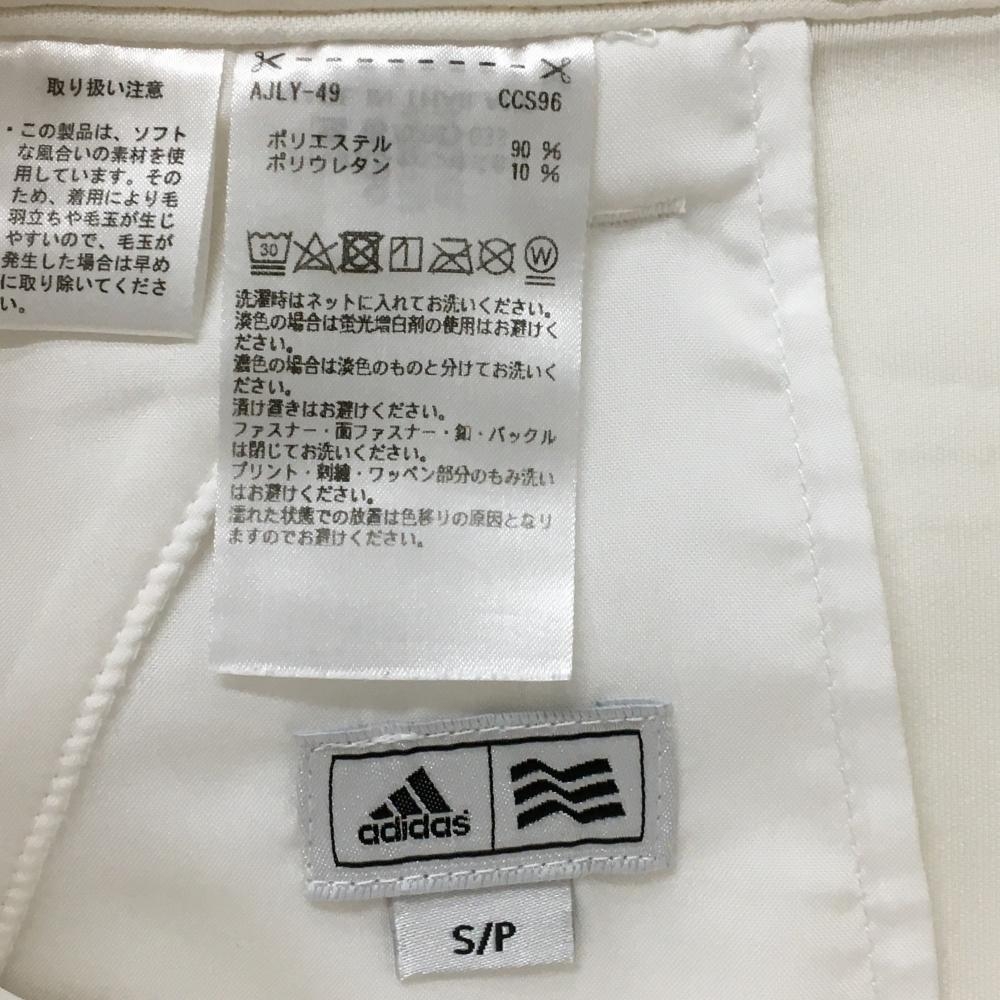 取り扱い注意
・この製品は、ソフト
な風合いの素材を使
用しています。その
ため、着用により毛
羽立ちや毛玉が生じ
やすいので、毛玉が
発生した場合は早め
に取り除いてくださ
い。
AJLY-49 CCS96
ポリエステル 90 %
ポリウレタン 10 %
30 W
洗濯時はネットに入れてお洗いください。
淡色の場合は蛍光増白剤の使用はお避けく
ださい。
濃色の場合は淡色のものと分けてお洗いく
ださい。
漬け置きはお避けください。
ファスナー・面ファスナー・釦・バックル
は閉じてお洗いください。
プリント・刺繍・ワッペン部分のもみ洗い
はお避けください。
濡れた状態での放置は色移りの原因となり
ますのでお避けください。
adidas
S/P